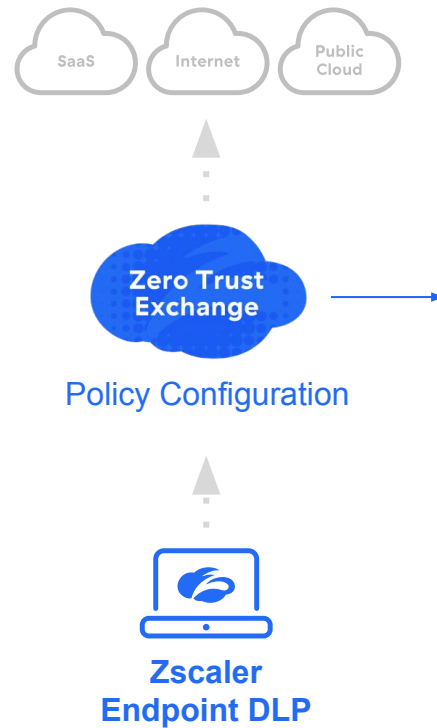 SaaS
Internet
Public
Cloud
Zero Trust
Exchange
Policy Configuration
Zscaler
Endpoint DLP